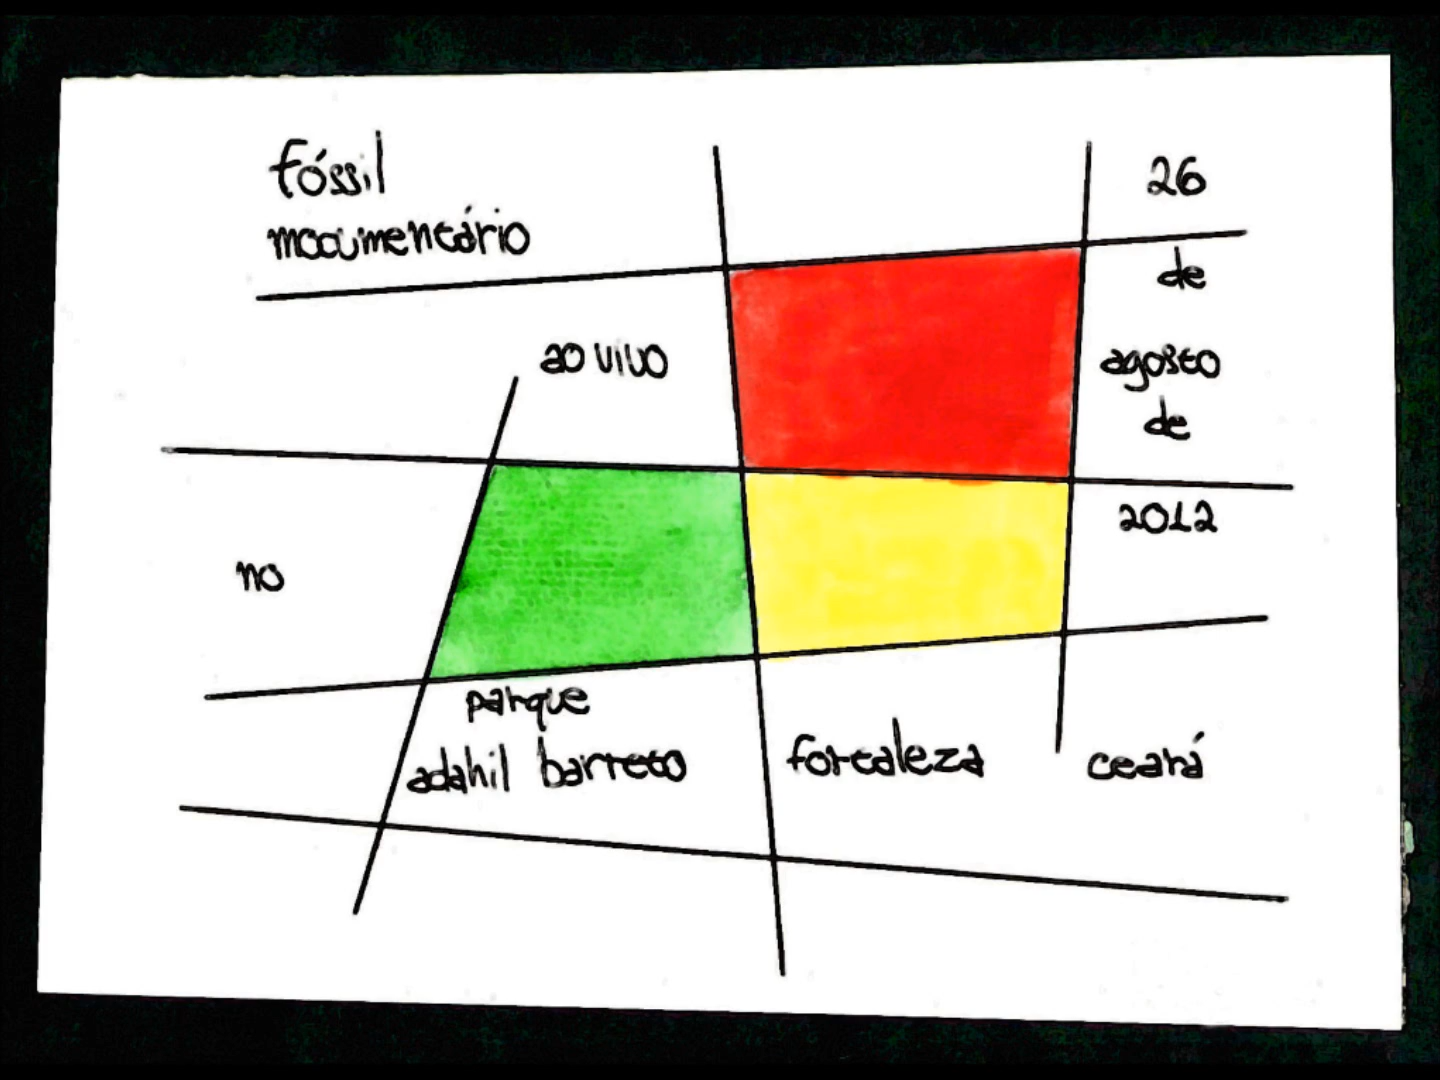 fóssil
mocumentário
ao vivo
26
de
agosto
de
2012
no
parque
adahil barreto
fortaleza
ceará